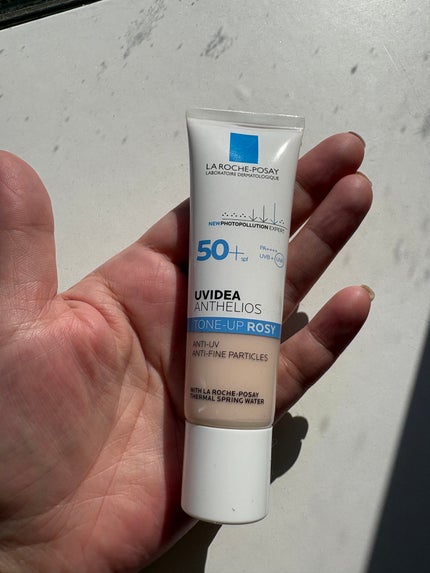 LA ROCHE-POSAY
LABORATOIRE DERMATOLOGIQUE
NEW PHOTOPOLLUTION EXPERT
50+ spf
PA++++
UVB+ UVA
UVIDEA
ANTHELIOS
TONE-UP ROSY
ANTI-UV
ANTI-FINE PARTICLES
WITH LA ROCHE-POSAY
THERMAL SPRING WATER